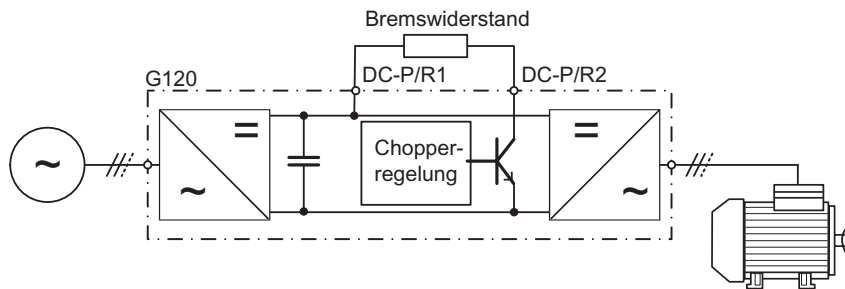 Bremswiderstand
DC-P/R1
DC-P/R2
G120
=
=
~
Chopper-
regelung
~
~